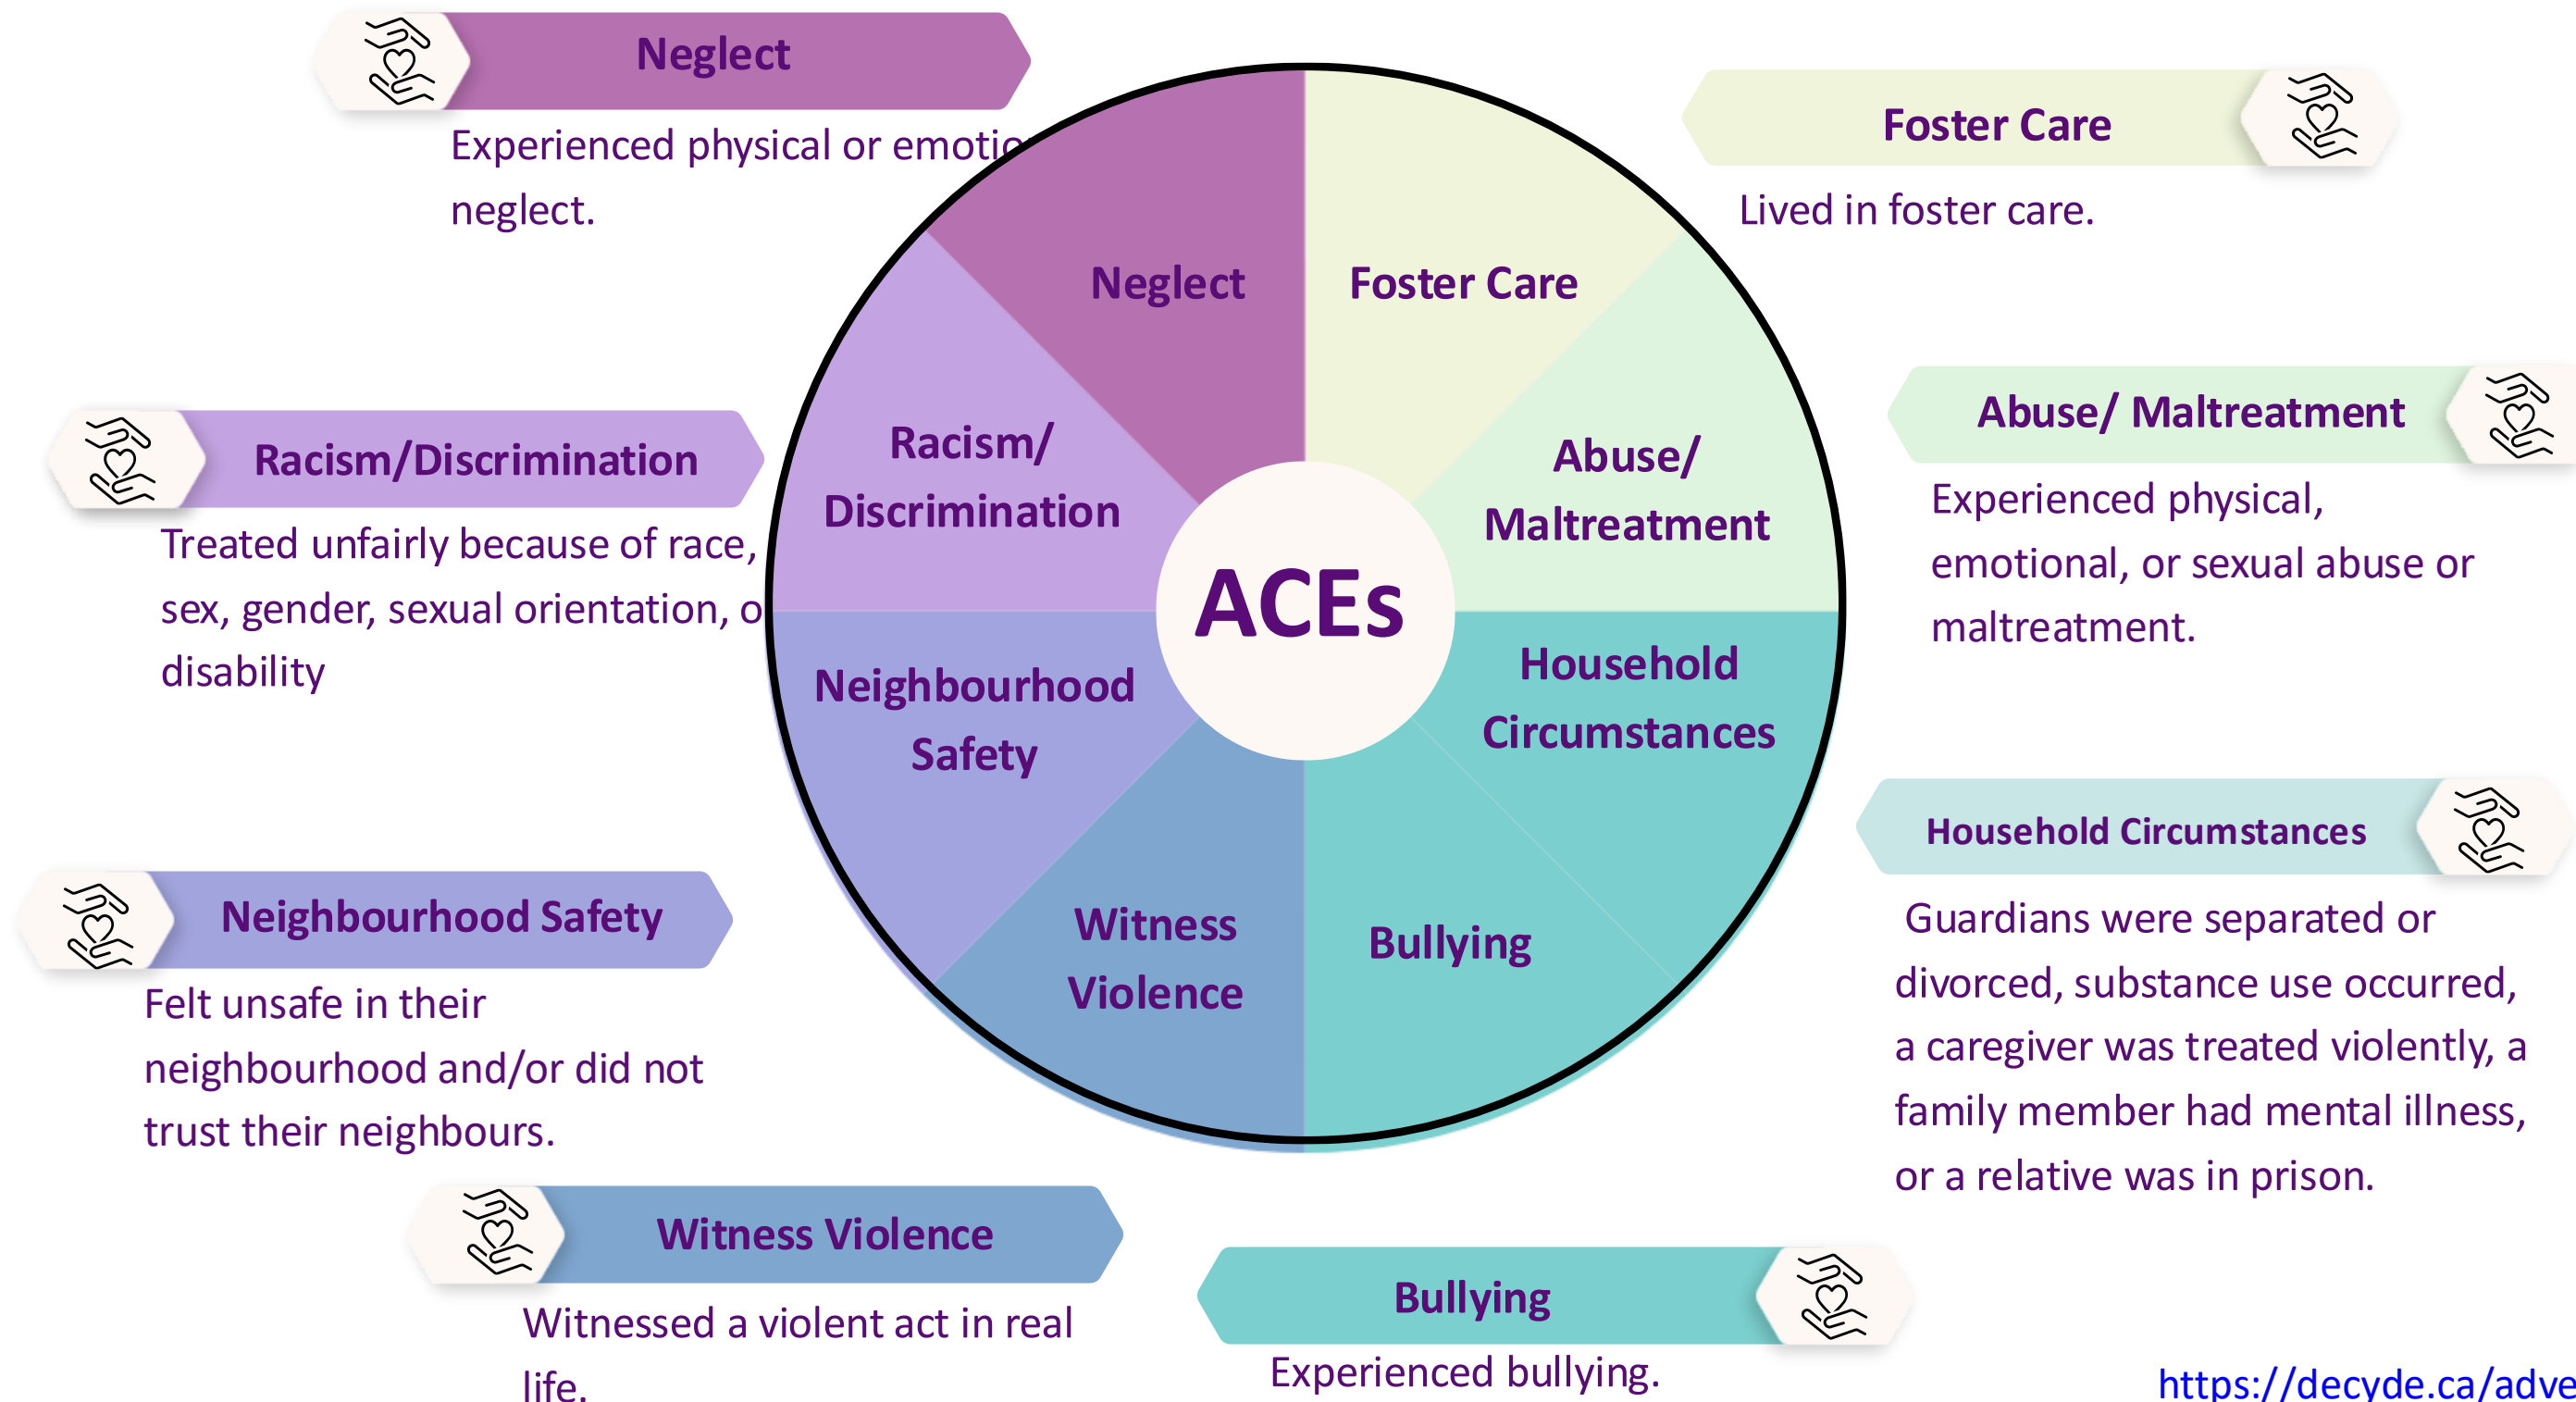 Neglect
Experienced physical or emotio
neglect.
Foster Care
Lived in foster care.
Racism/Discrimination
Treated unfairly because of race,
sex, gender, sexual orientation, o
disability
Abuse/ Maltreatment
Experienced physical,
emotional, or sexual abuse or
maltreatment.
Neighbourhood Safety
Felt unsafe in their
neighbourhood and/or did not
trust their neighbours.
Household Circumstances
Guardians were separated or
divorced, substance use occurred,
a caregiver was treated violently, a
family member had mental illness,
or a relative was in prison.
Witness Violence
Witnessed a violent act in real
life.
Bullying
Experienced bullying.
Neglect
Foster Care
Racism/
Discrimination
Abuse/
Maltreatment
ACEs
Neighbourhood
Safety
Household
Circumstances
Witness
Violence
Bullying
https://decyde.ca/adve